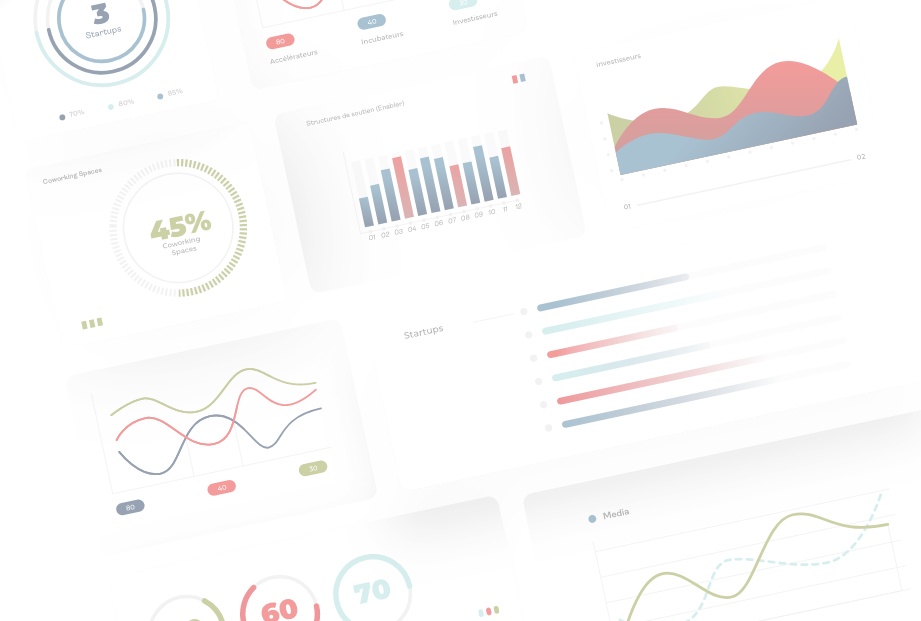 3
Startups
70%
60%
85%
80
40
30
Accélérateurs
Incubateurs
Investisseurs
Structures de soutien (Enabler)
01 02 03 04 05 06 07 08 09 10 11 12
Investisseurs
01
02
Coworking Spaces
45%
Coworking
Spaces
Startups
80
40
30
60
70
Media